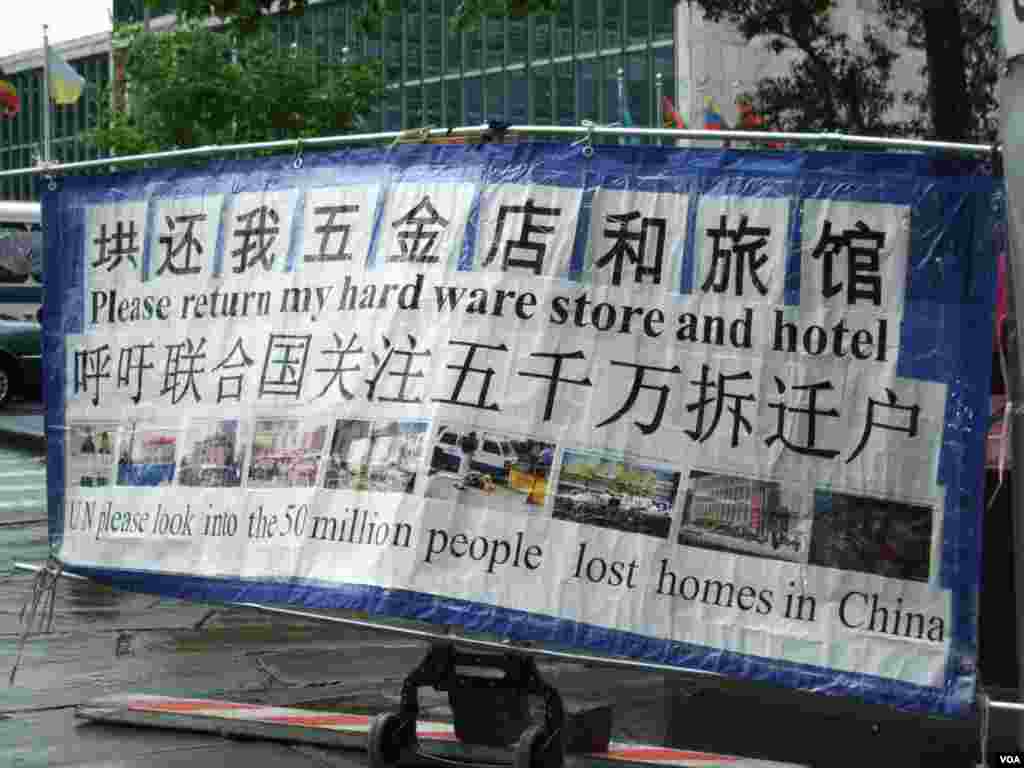 垬还我五金店和旅馆
Please return my hard ware store and hotel
呼吁联合国关注五千万拆迁户
UN please look into the 50 million people lost homes in China
VOA